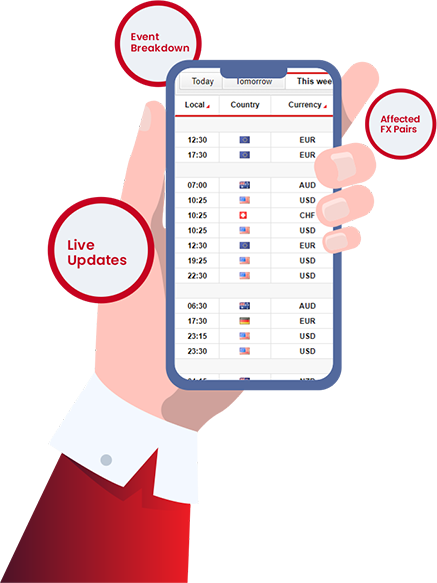 Event
Breakdown
Today Tomorrow This wee
Local Country Currency
Affected
FX Pairs
12:30 EUR
17:30 EUR
07:00 AUD
10:25 USD
10:25 CHF
10:25 USD
12:30 EUR
19:25 USD
22:30 USD
Live
Updates
06:30 AUD
17:30 EUR
23:15 USD
23:30 USD